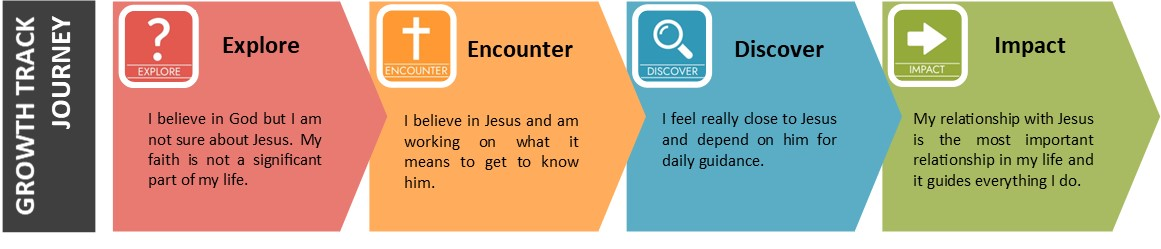 GROWTH TRACK
JOURNEY
?
EXPLORE
Explore
I believe in God but I am
not sure about Jesus. My
faith is not a significant
part of my life.
ENCOUNTER
Encounter
I believe in Jesus and am
working on what it
means to get to know
him.
DISCOVER
Discover
I feel really close to Jesus
and depend on him for
daily guidance.
IMPACT
Impact
My relationship with Jesus
is the most important
relationship in my life and
it guides everything I do.